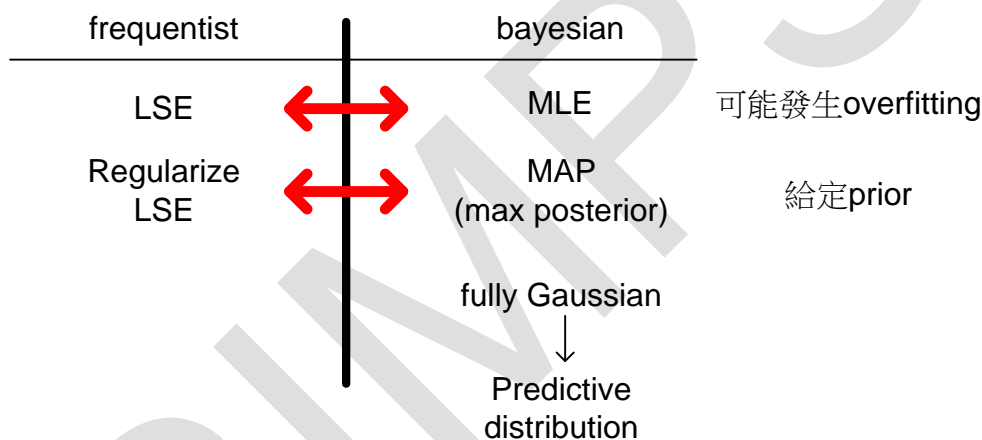 frequentist
bayesian
LSE
MLE
可能發生overfitting
Regularize
LSE
MAP
(max posterior)
給定prior
fully Gaussian
Predictive
distribution